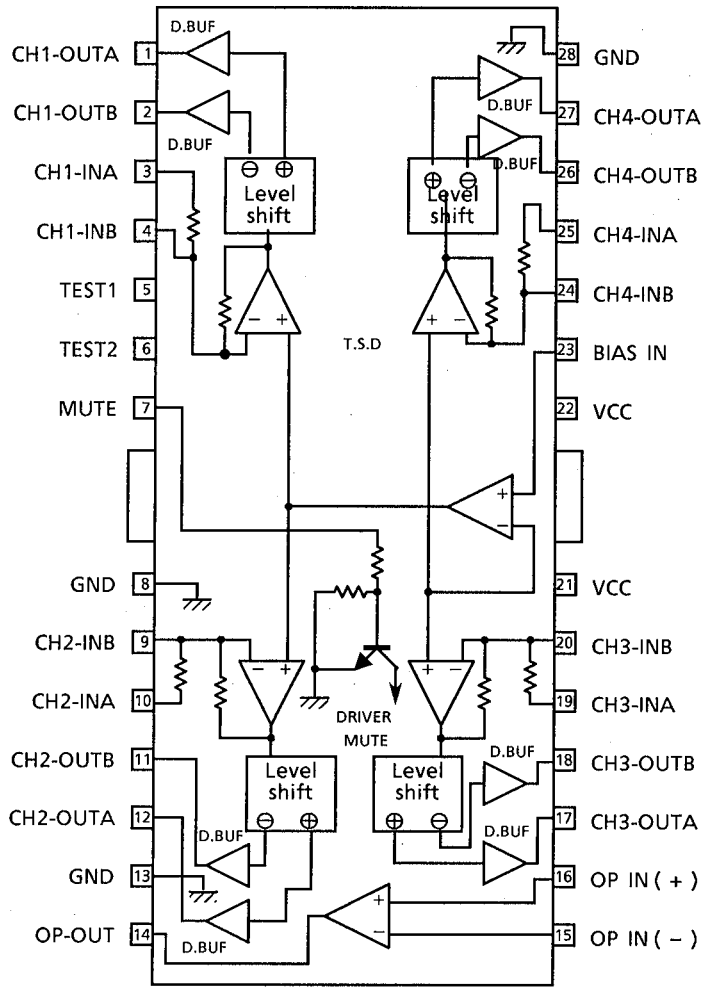 D.BUF
CH1-OUTA 1
28 GND
CH1-OUTB 2
D.BUF
27 CH4-OUTA
D.BUF
CH1-INA 3
D.BUF
26 CH4-OUTB
⊖ ⊕
Level
shift
⊕ ⊖
Level
shift
CH1-INB 4
25 CH4-INA
TEST1 5
24 CH4-INB
− +
+ −
TEST2 6
T.S.D
23 BIAS IN
MUTE 7
22 VCC
+
−
GND 8
21 VCC
CH2-INB 9
20 CH3-INB
− +
+ −
CH2-INA 10
19 CH3-INA
DRIVER
MUTE
CH2-OUTB 11
D.BUF
18 CH3-OUTB
Level
shift
⊖ ⊕
Level
shift
⊕ ⊖
CH2-OUTA 12
D.BUF
D.BUF
17 CH3-OUTA
GND 13
16 OP IN ( + )
+
−
OP-OUT 14
D.BUF
15 OP IN ( − )